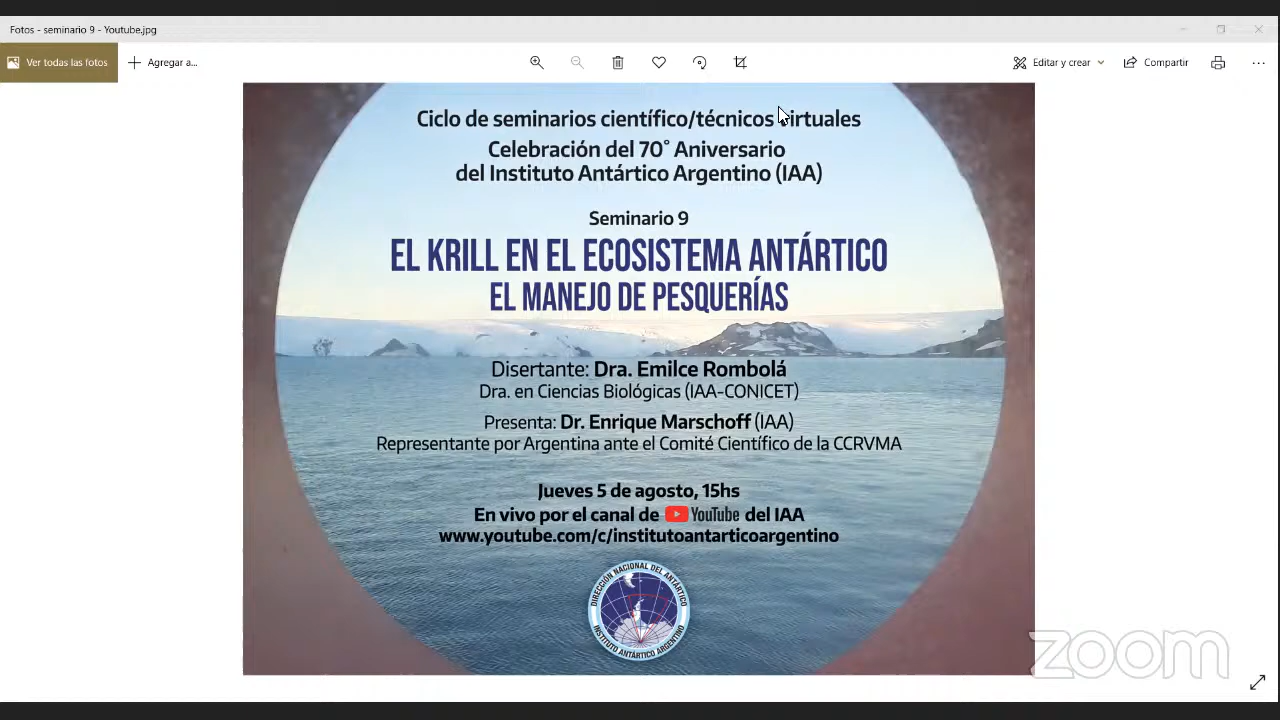 Fotos - seminario 9 - Youtube.jpg
Ver todas las fotos
Agregar a...
Editar y crear
Compartir
Ciclo de seminarios científico/técnicos virtuales
Celebración del 70° Aniversario
del Instituto Antártico Argentino (IAA)
Seminario 9
EL KRILL EN EL ECOSISTEMA ANTÁRTICO
EL MANEJO DE PESQUERÍAS
Disertante: Dra. Emilce Rombolá
Dra. en Ciencias Biológicas (IAA-CONICET)
Presenta: Dr. Enrique Marschoff (IAA)
Representante por Argentina ante el Comité Científico de la CCRVMA
Jueves 5 de agosto, 15hs
En vivo por el canal de YouTube del IAA
www.youtube.com/c/institutoantarticoargentino
DIRECCIÓN NACIONAL DEL ANTÁRTICO
INSTITUTO ANTÁRTICO ARGENTINO
zoom